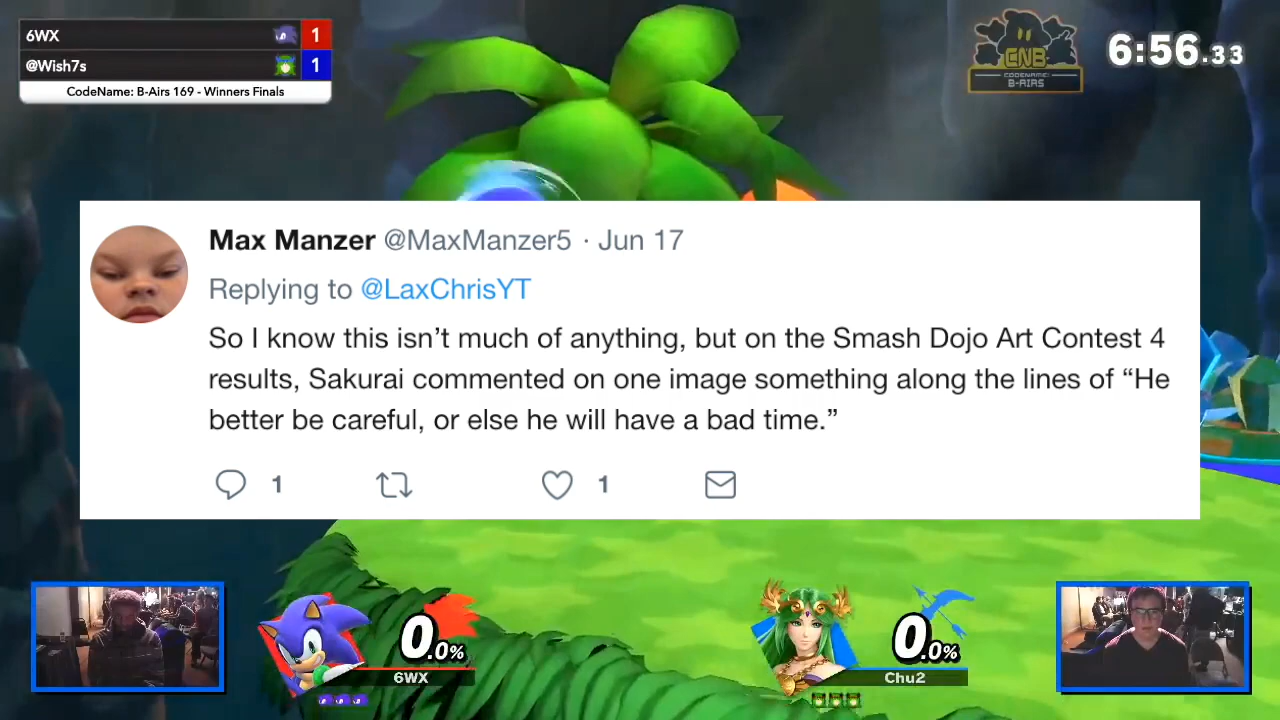 6WX 1
@Wish7s 1
CodeName: B-Airs 169 - Winners Finals
CNB
CODENAME:
B-AIRS
6:56.33
Max Manzer @MaxManzer5 · Jun 17
Replying to @LaxChrisYT
So I know this isn’t much of anything, but on the Smash Dojo Art Contest 4
results, Sakurai commented on one image something along the lines of “He
better be careful, or else he will have a bad time.”
1 1
0.0% 0.0%
6WX Chu2